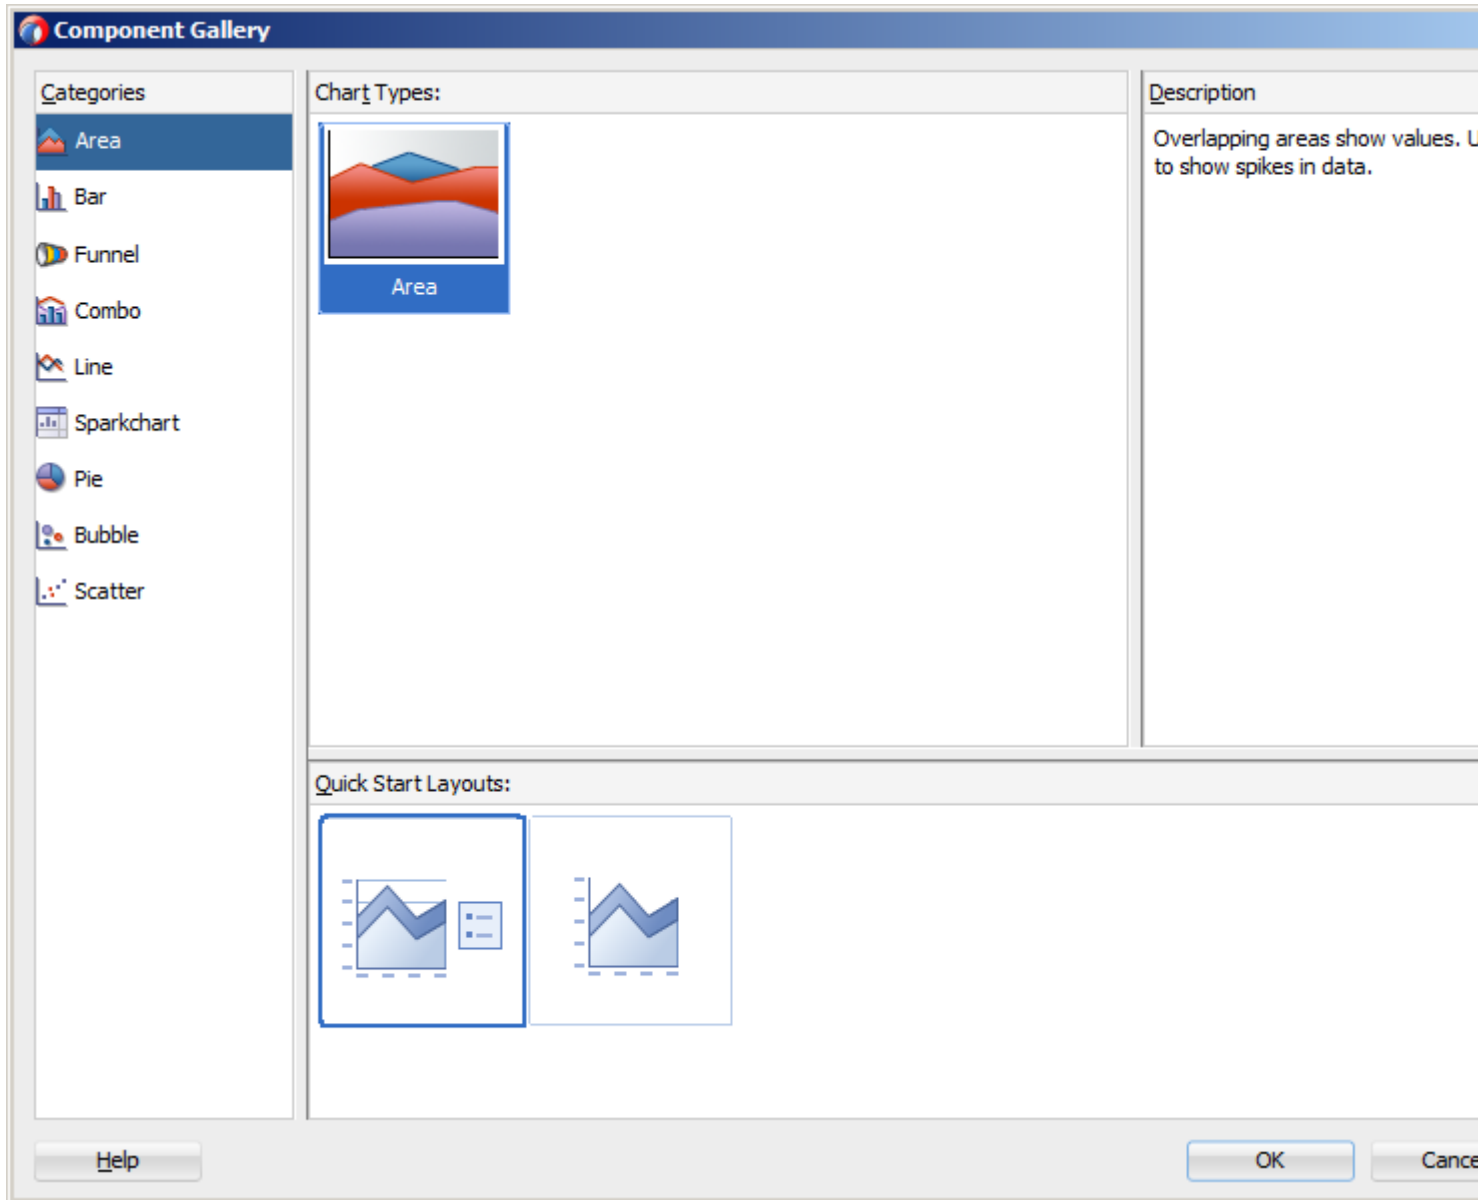 Component Gallery
Categories
Area
Bar
Funnel
Combo
Line
Sparkchart
Pie
Bubble
Scatter
Chart Types:
Area
Description
Overlapping areas show values.
to show spikes in data.
Quick Start Layouts:
Help
OK